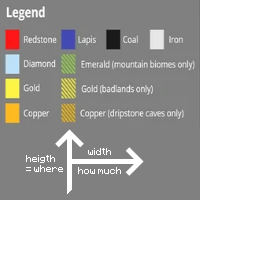 Legend
Redstone Lapis Coal Iron
Diamond Emerald (mountain biomes only)
Gold Gold (badlands only)
Copper Copper (dripstone caves only)
heigth
= where
width
how much